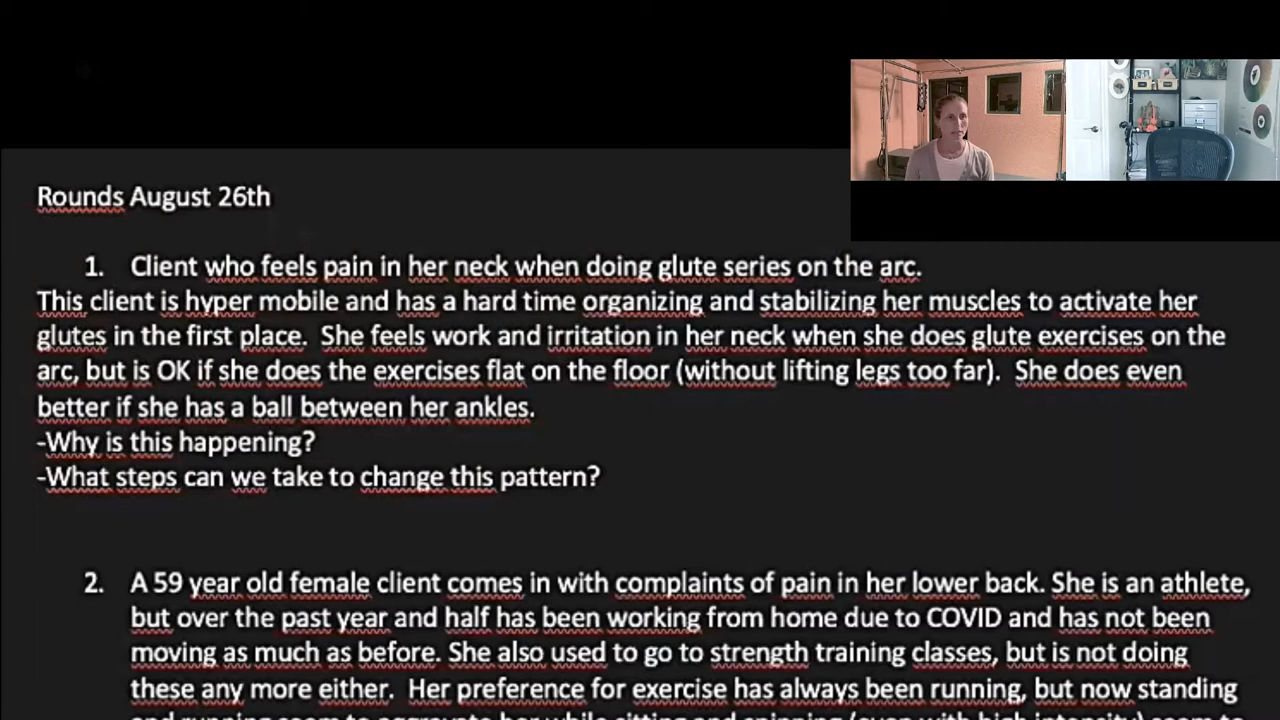 Rounds August 26th
1. Client who feels pain in her neck when doing glute series on the arc.
This client is hyper mobile and has a hard time organizing and stabilizing her muscles to activate her
glutes in the first place. She feels work and irritation in her neck when she does glute exercises on the
arc, but is OK if she does the exercises flat on the floor (without lifting legs too far). She does even
better if she has a ball between her ankles.
-Why is this happening?
-What steps can we take to change this pattern?
2. A 59 year old female client comes in with complaints of pain in her lower back. She is an athlete,
but over the past year and half has been working from home due to COVID and has not been
moving as much as before. She also used to go to strength training classes, but is not doing
these any more either. Her preference for exercise has always been running, but now standing